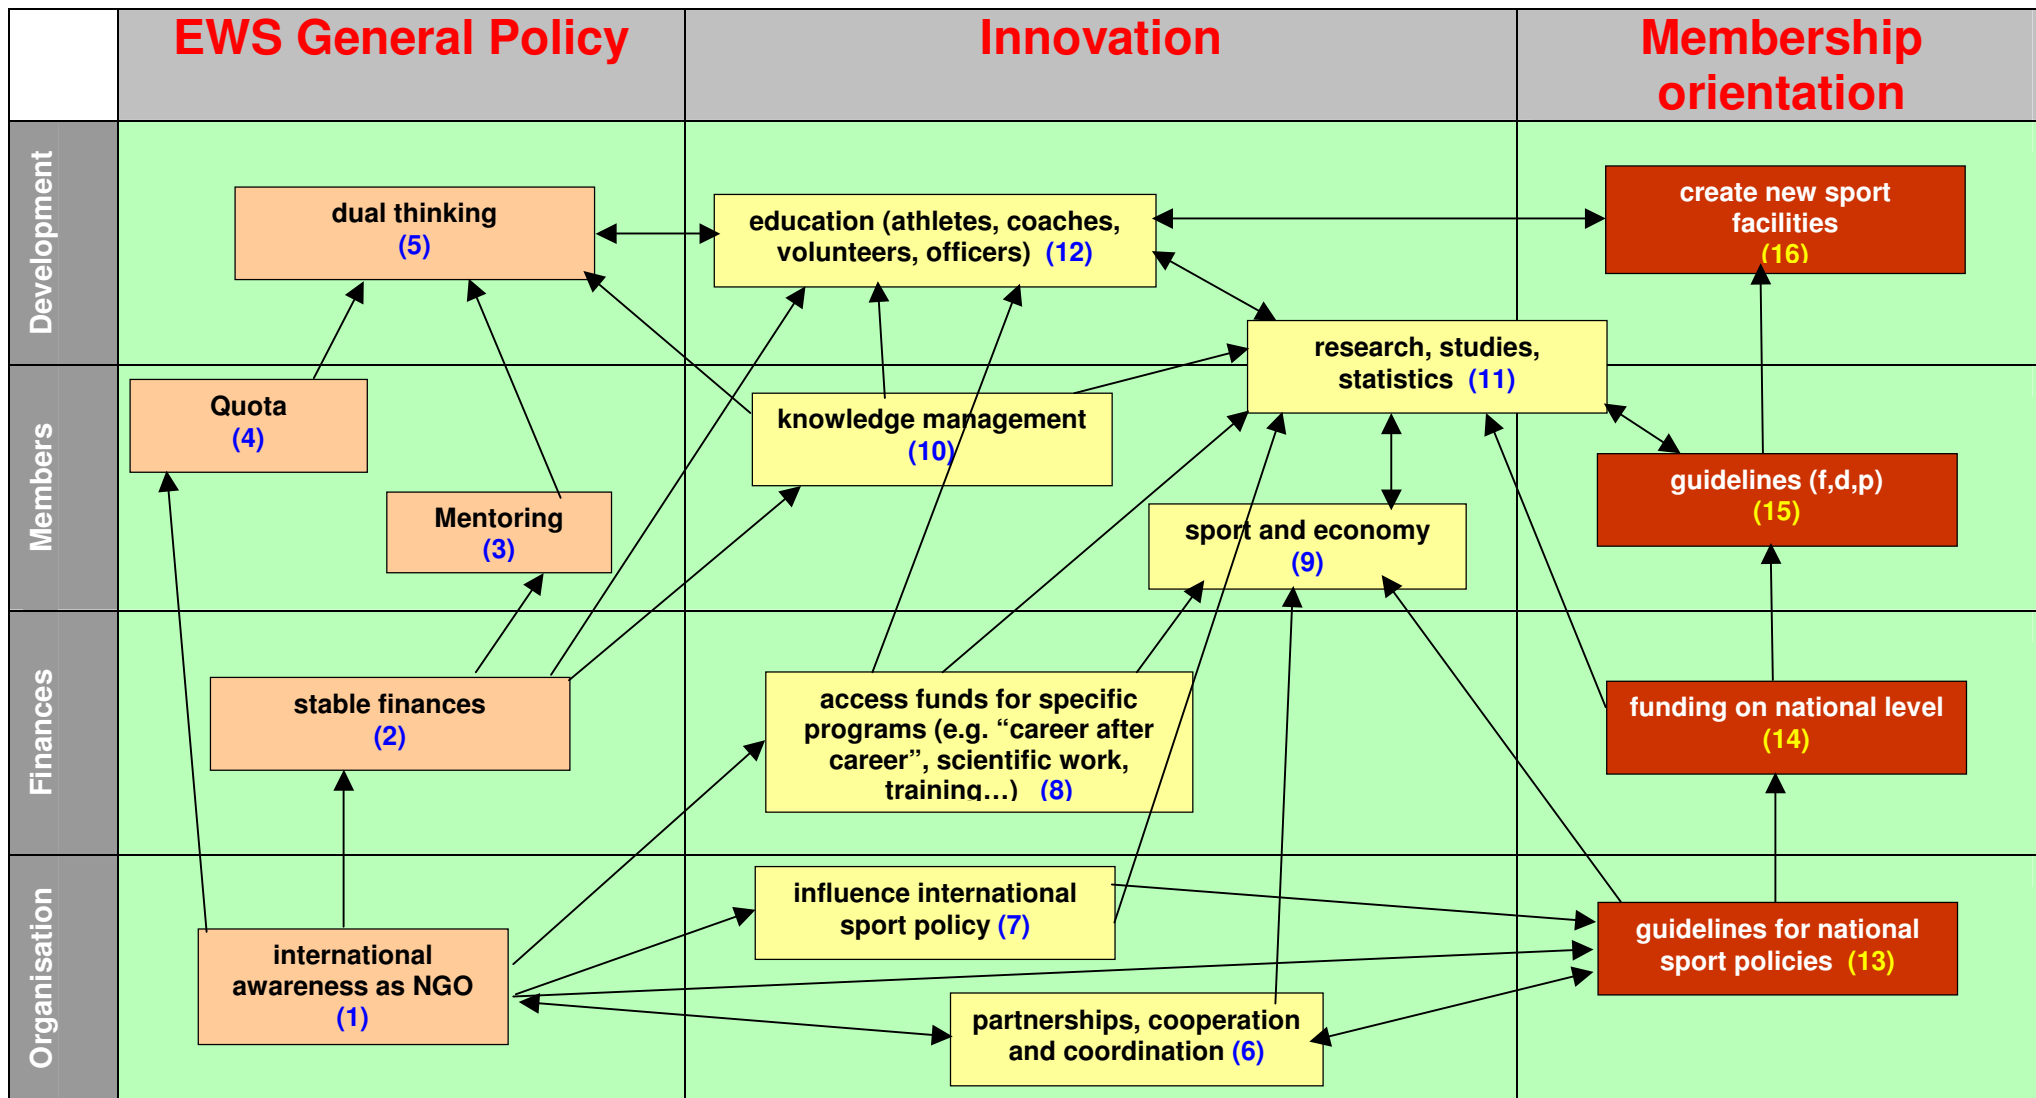 EWS General Policy
Innovation
Membership
orientation
Development
dual thinking
(5)
education (athletes, coaches,
volunteers, officers) (12)
create new sport
facilities
(16)
research, studies,
statistics (11)
Members
Quota
(4)
Mentoring
(3)
knowledge management
(10)
sport and economy
(9)
guidelines (f,d,p)
(15)
Finances
stable finances
(2)
access funds for specific
programs (e.g. “career after
career”, scientific work,
training…) (8)
funding on national level
(14)
Organisation
international
awareness as NGO
(1)
influence international
sport policy (7)
partnerships, cooperation
and coordination (6)
guidelines for national
sport policies (13)